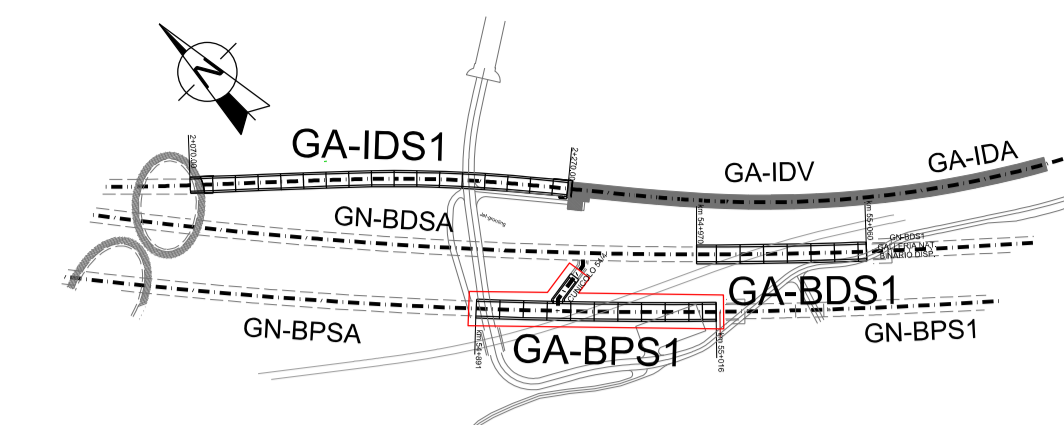 N
2+070.00
GA-IDS1
2+270.00
GA-IDV
GA-IDA
GN-BDSA
Jet grouting
km 54+970
km 55+060
GN-BDS1
GALLERIA NAT.
BINARIO DISP.
CUNICOLO
GA-BDS1
GN-BPSA
km 54+891
GA-BPS1
km 55+016
GN-BPS1